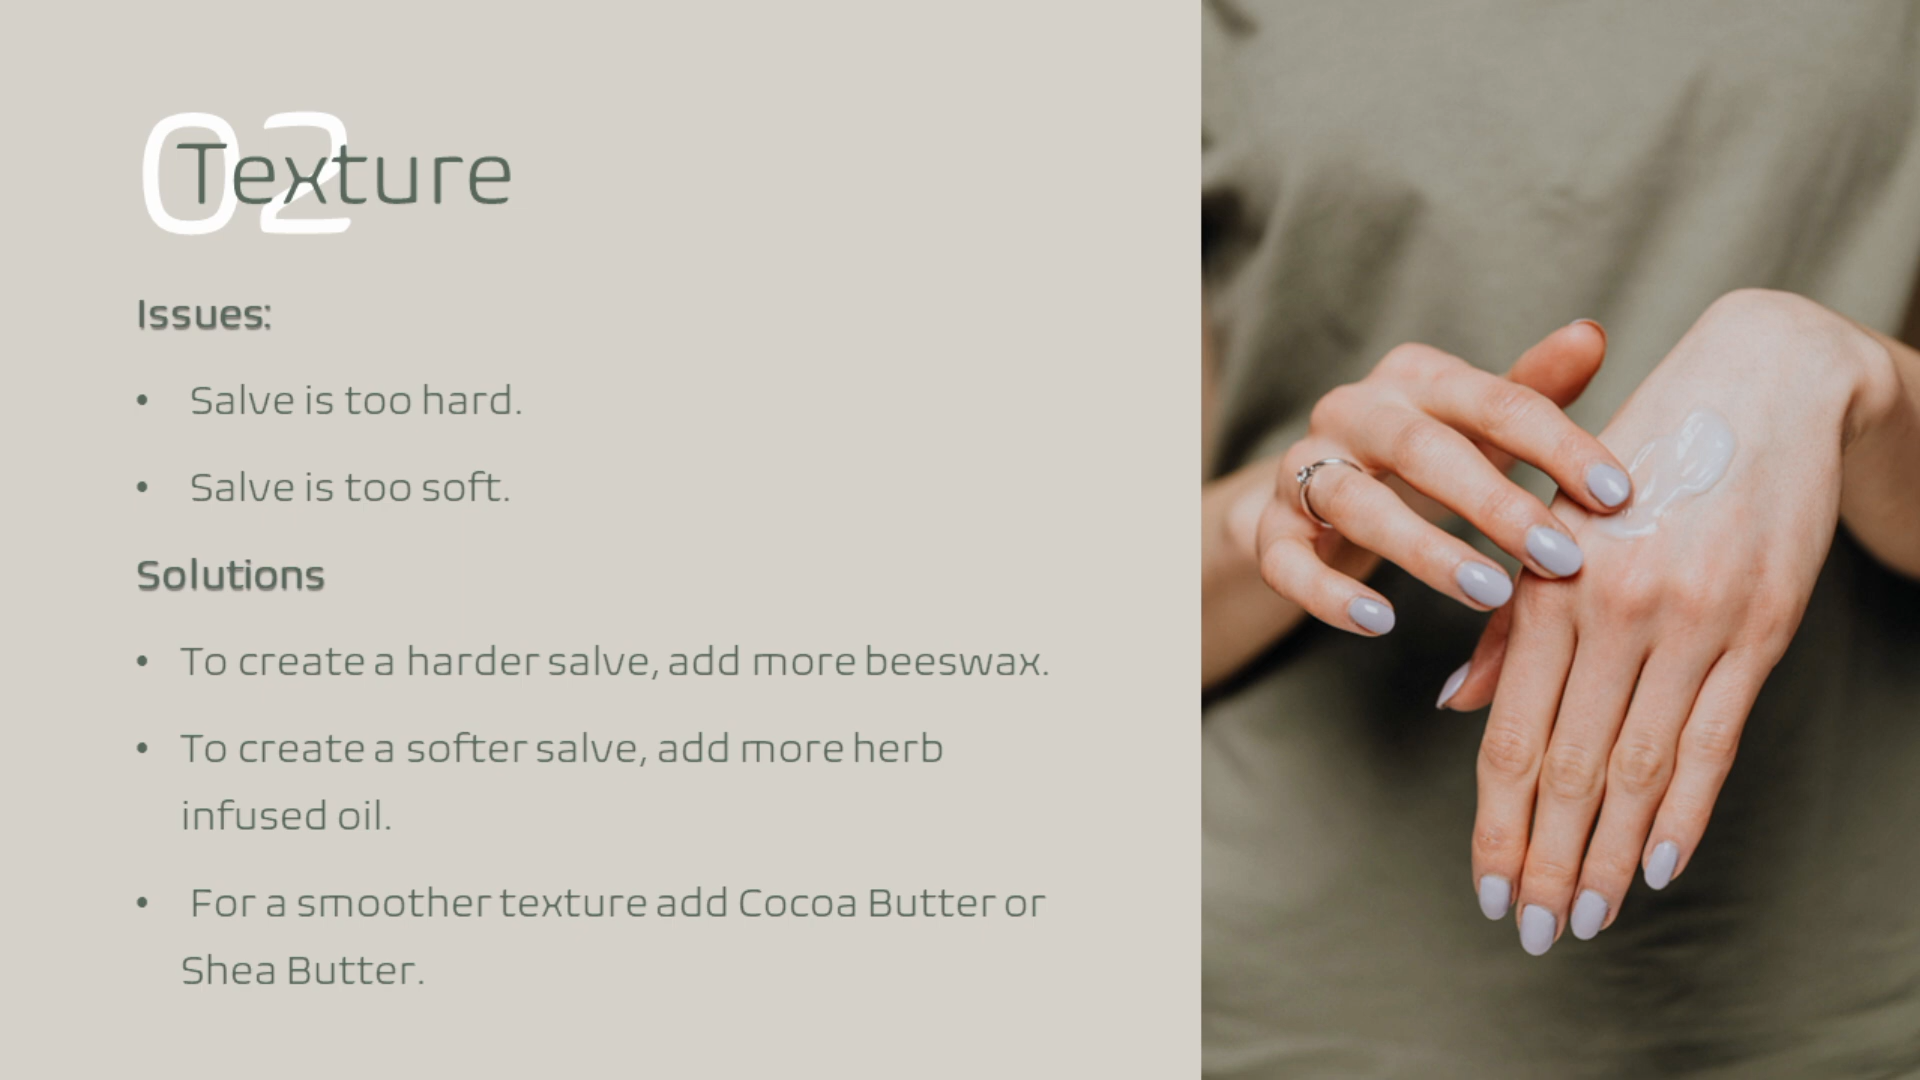 02
Texture
Issues:
• Salve is too hard.
• Salve is too soft.
Solutions
• To create a harder salve, add more beeswax.
• To create a softer salve, add more herb
infused oil.
• For a smoother texture add Cocoa Butter or
Shea Butter.